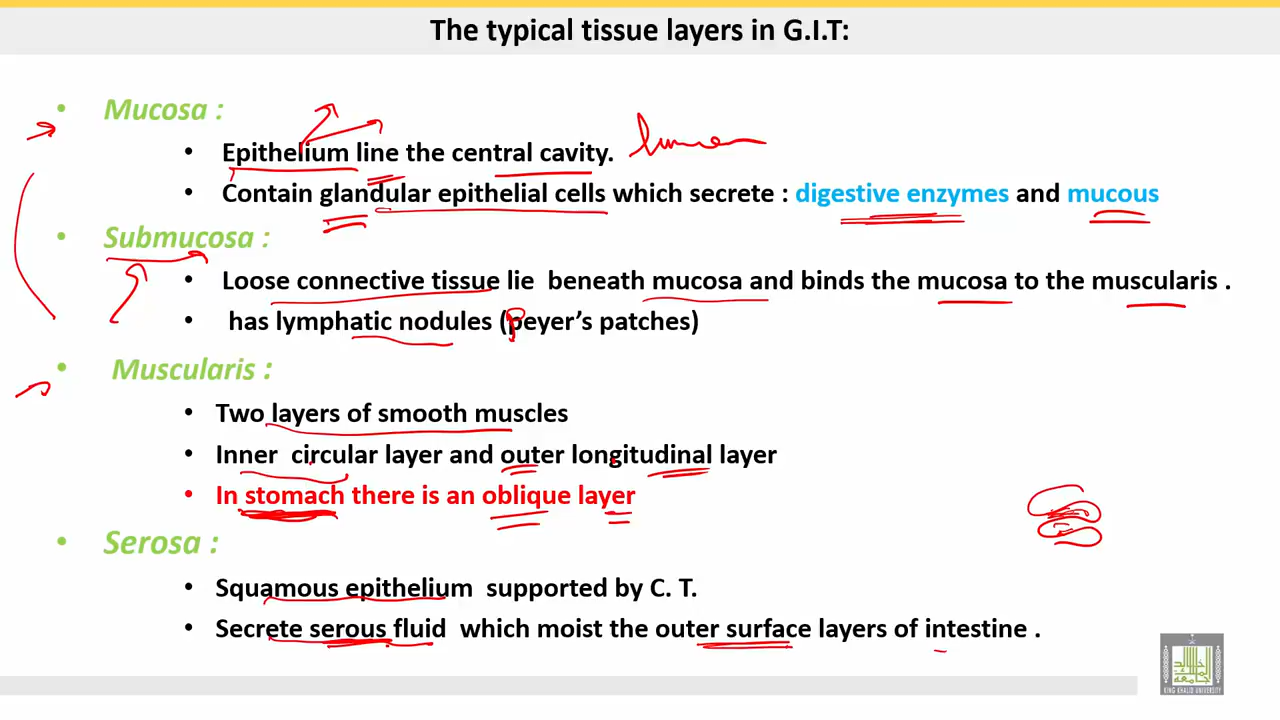 The typical tissue layers in G.I.T:
• Mucosa :
• Epithelium line the central cavity. lumen
• Contain glandular epithelial cells which secrete : digestive enzymes and mucous
• Submucosa :
• Loose connective tissue lie beneath mucosa and binds the mucosa to the muscularis .
• has lymphatic nodules (peyer’s patches)
• Muscularis :
• Two layers of smooth muscles
• Inner circular layer and outer longitudinal layer
• In stomach there is an oblique layer
• Serosa :
• Squamous epithelium supported by C. T.
• Secrete serous fluid which moist the outer surface layers of intestine .
KING KHALID UNIVERSITY